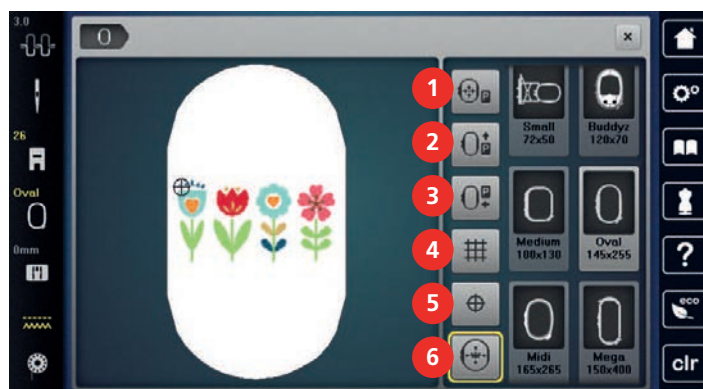 3.0
26
Oval
0mm
1
2
3
4
5
6
P
P
P
Small
72x50
Buddyz
120x70
Medium
100x130
Oval
145x255
Midi
165x265
Mega
150x400
?
eco
clr